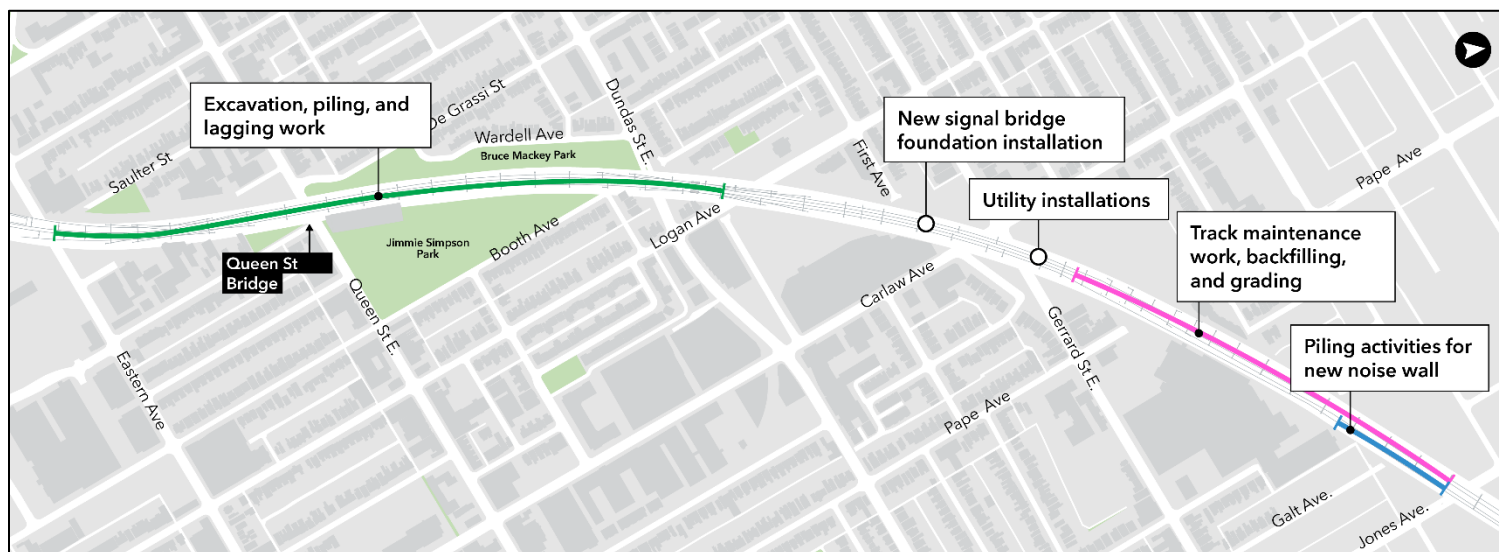 Excavation, piling, and
lagging work
De Grassi St
Saulter St
Wardell Ave
Bruce Mackey Park
Dundas St E.
New signal bridge
foundation installation
First Ave
Pape Ave
Utility installations
Track maintenance
work, backfilling,
and grading
Piling activities for
new noise wall
Queen St
Bridge
Jimmie Simpson
Park
Booth Ave
Logan Ave
Carlaw Ave
Queen St E.
Eastern Ave
Gerrard St E.
Pape Ave
Galt Ave.
Jones Ave.